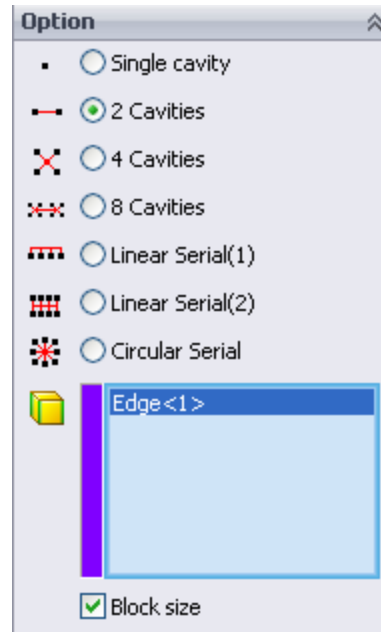 Option
Single cavity
2 Cavities
4 Cavities
8 Cavities
Linear Serial(1)
Linear Serial(2)
Circular Serial
Edge<1>
Block size